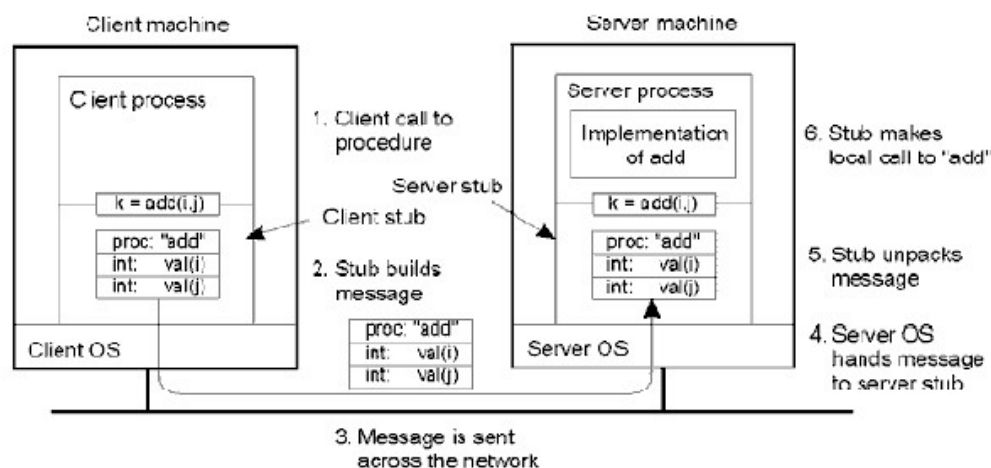 Client machine
Server machine
Client process
1. Client call to
procedure
Server process
Implementation
of add
6. Stub makes
local call to "add"
Server stub
k = add(i,j)
k = add(i,j)
Client stub
proc: "add"
int: val(i)
int: val(j)
2. Stub builds
message
proc: "add"
int: val(i)
int: val(j)
5. Stub unpacks
message
proc: "add"
int: val(i)
int: val(j)
Client OS
Server OS
4. Server OS
hands message
to server stub
3. Message is sent
across the network